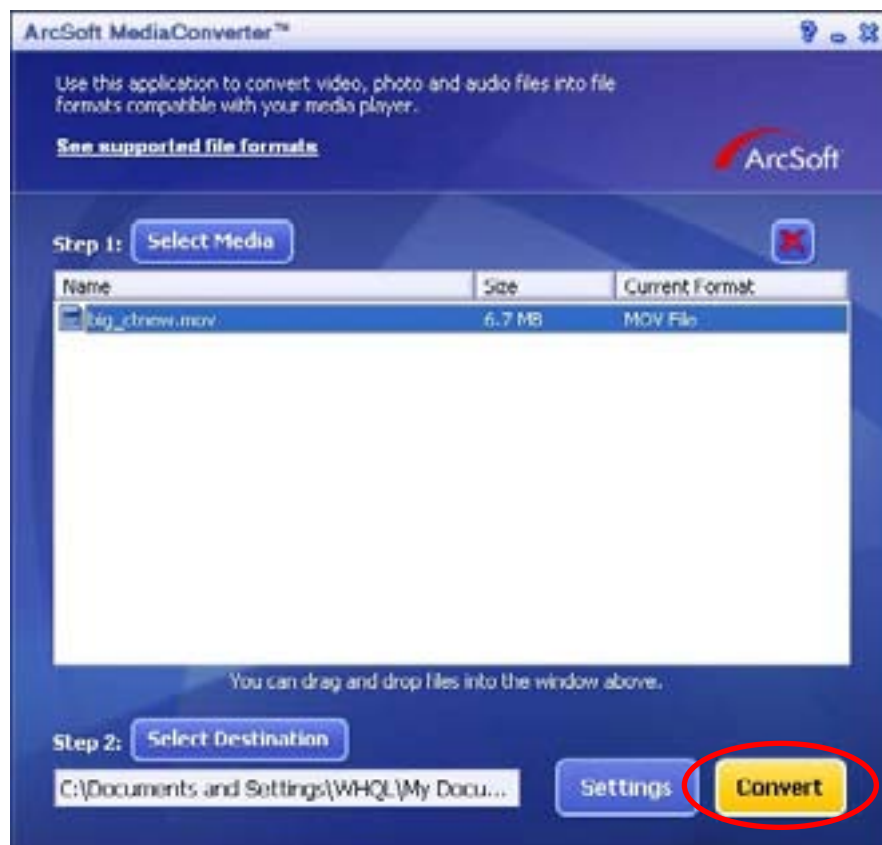 ArcSoft MediaConverter™
Use this application to convert video, photo and audio files into file
formats compatible with your media player.
See supported file formats
ArcSoft
Step 1: Select Media
Name Size Current Format
big_ctnew.mov 6.7 MB MOV File
You can drag and drop files into the window above.
Step 2: Select Destination
C:\Documents and Settings\WHQL\My Docu...
Settings Convert